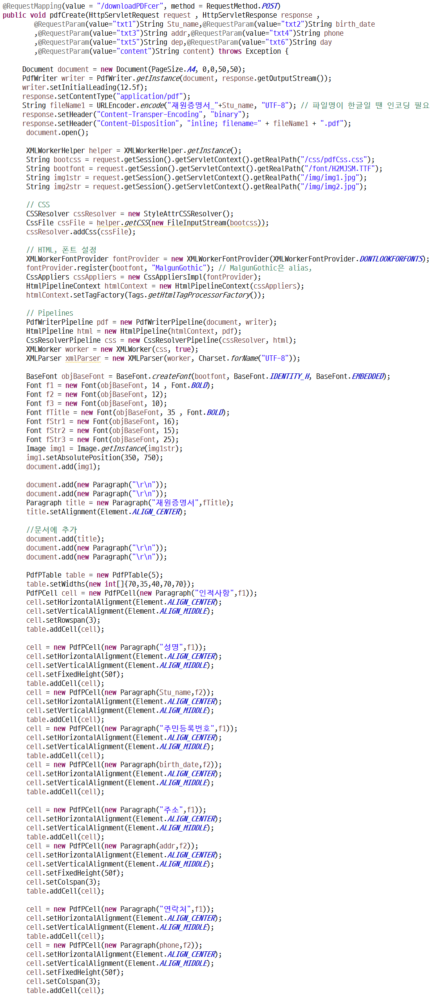 @RequestMapping(value = "/downloadPDFcer", method = RequestMethod.POST)
public void pdfCreate(HttpServletRequest request , HttpServletResponse response ,
@RequestParam(value="txt1")String Stu_name,@RequestParam(value="txt2")String birth_date
,@RequestParam(value="txt3")String addr,@RequestParam(value="txt4")String phone
,@RequestParam(value="txt5")String dep,@RequestParam(value="txt6")String day
,@RequestParam(value="content")String content) throws Exception {
Document document = new Document(PageSize.A4, 0,0,50,50);
PdfWriter writer = PdfWriter.getInstance(document, response.getOutputStream());
writer.setInitialLeading(12.5f);
response.setContentType("application/pdf");
String fileName1 = URLEncoder.encode("재원증명서_"+Stu_name, "UTF-8"); // 파일명이 한글일 땐 인코딩 필요
response.setHeader("Content-Transper-Encoding", "binary");
response.setHeader("Content-Disposition", "inline; filename=" + fileName1 + ".pdf");
document.open();
XMLWorkerHelper helper = XMLWorkerHelper.getInstance();
String bootcss = request.getSession().getServletContext().getRealPath("/css/pdfCss.css");
String bootfont = request.getSession().getServletContext().getRealPath("/font/H2MJSM.TTF");
String img1str = request.getSession().getServletContext().getRealPath("/img/img1.jpg");
String img2str = request.getSession().getServletContext().getRealPath("/img/img2.jpg");
// CSS
CSSResolver cssResolver = new StyleAttrCSSResolver();
CssFile cssFile = helper.getCSS(new FileInputStream(bootcss));
cssResolver.addCss(cssFile);
// HTML, 폰트 설정
XMLWorkerFontProvider fontProvider = new XMLWorkerFontProvider(XMLWorkerFontProvider.DONTLOOKFORFONTS);
fontProvider.register(bootfont, "MalgunGothic"); // MalgunGothic은 alias,
CssAppliers cssAppliers = new CssAppliersImpl(fontProvider);
HtmlPipelineContext htmlContext = new HtmlPipelineContext(cssAppliers);
htmlContext.setTagFactory(Tags.getHtmlTagProcessorFactory());
// Pipelines
PdfWriterPipeline pdf = new PdfWriterPipeline(document, writer);
HtmlPipeline html = new HtmlPipeline(htmlContext, pdf);
CssResolverPipeline css = new CssResolverPipeline(cssResolver, html);
XMLWorker worker = new XMLWorker(css, true);
XMLParser xmlParser = new XMLParser(worker, Charset.forName("UTF-8"));
BaseFont objBaseFont = BaseFont.createFont(bootfont, BaseFont.IDENTITY_H, BaseFont.EMBEDDED);
Font f1 = new Font(objBaseFont, 14 , Font.BOLD);
Font f2 = new Font(objBaseFont, 12);
Font f3 = new Font(objBaseFont, 10);
Font fTitle = new Font(objBaseFont, 35 , Font.BOLD);
Font fStr1 = new Font(objBaseFont, 16);
Font fStr2 = new Font(objBaseFont, 15);
Font fStr3 = new Font(objBaseFont, 25);
Image img1 = Image.getInstance(img1str);
img1.setAbsolutePosition(350, 750);
document.add(img1);
document.add(new Paragraph("\r\n"));
document.add(new Paragraph("\r\n"));
Paragraph title = new Paragraph("재원증명서",fTitle);
title.setAlignment(Element.ALIGN_CENTER);
//문서에 추가
document.add(title);
document.add(new Paragraph("\r\n"));
document.add(new Paragraph("\r\n"));
PdfPTable table = new PdfPTable(5);
table.setWidths(new int[]{70,35,40,70,70});
PdfPCell cell = new PdfPCell(new Paragraph("인적사항",f1));
cell.setHorizontalAlignment(Element.ALIGN_CENTER);
cell.setVerticalAlignment(Element.ALIGN_MIDDLE);
cell.setRowspan(3);
table.addCell(cell);
cell = new PdfPCell(new Paragraph("성명",f1));
cell.setHorizontalAlignment(Element.ALIGN_CENTER);
cell.setVerticalAlignment(Element.ALIGN_MIDDLE);
cell.setFixedHeight(50f);
table.addCell(cell);
cell = new PdfPCell(new Paragraph(Stu_name,f2));
cell.setHorizontalAlignment(Element.ALIGN_CENTER);
cell.setVerticalAlignment(Element.ALIGN_MIDDLE);
table.addCell(cell);
cell = new PdfPCell(new Paragraph("주민등록번호",f1));
cell.setHorizontalAlignment(Element.ALIGN_CENTER);
cell.setVerticalAlignment(Element.ALIGN_MIDDLE);
table.addCell(cell);
cell = new PdfPCell(new Paragraph(birth_date,f2));
cell.setHorizontalAlignment(Element.ALIGN_CENTER);
cell.setVerticalAlignment(Element.ALIGN_MIDDLE);
table.addCell(cell);
cell = new PdfPCell(new Paragraph("주소",f1));
cell.setHorizontalAlignment(Element.ALIGN_CENTER);
cell.setVerticalAlignment(Element.ALIGN_MIDDLE);
table.addCell(cell);
cell = new PdfPCell(new Paragraph(addr,f2));
cell.setHorizontalAlignment(Element.ALIGN_CENTER);
cell.setVerticalAlignment(Element.ALIGN_MIDDLE);
cell.setFixedHeight(50f);
cell.setColspan(3);
table.addCell(cell);
cell = new PdfPCell(new Paragraph("연락처",f1));
cell.setHorizontalAlignment(Element.ALIGN_CENTER);
cell.setVerticalAlignment(Element.ALIGN_MIDDLE);
table.addCell(cell);
cell = new PdfPCell(new Paragraph(phone,f2));
cell.setHorizontalAlignment(Element.ALIGN_CENTER);
cell.setVerticalAlignment(Element.ALIGN_MIDDLE);
cell.setFixedHeight(50f);
cell.setColspan(3);
table.addCell(cell);